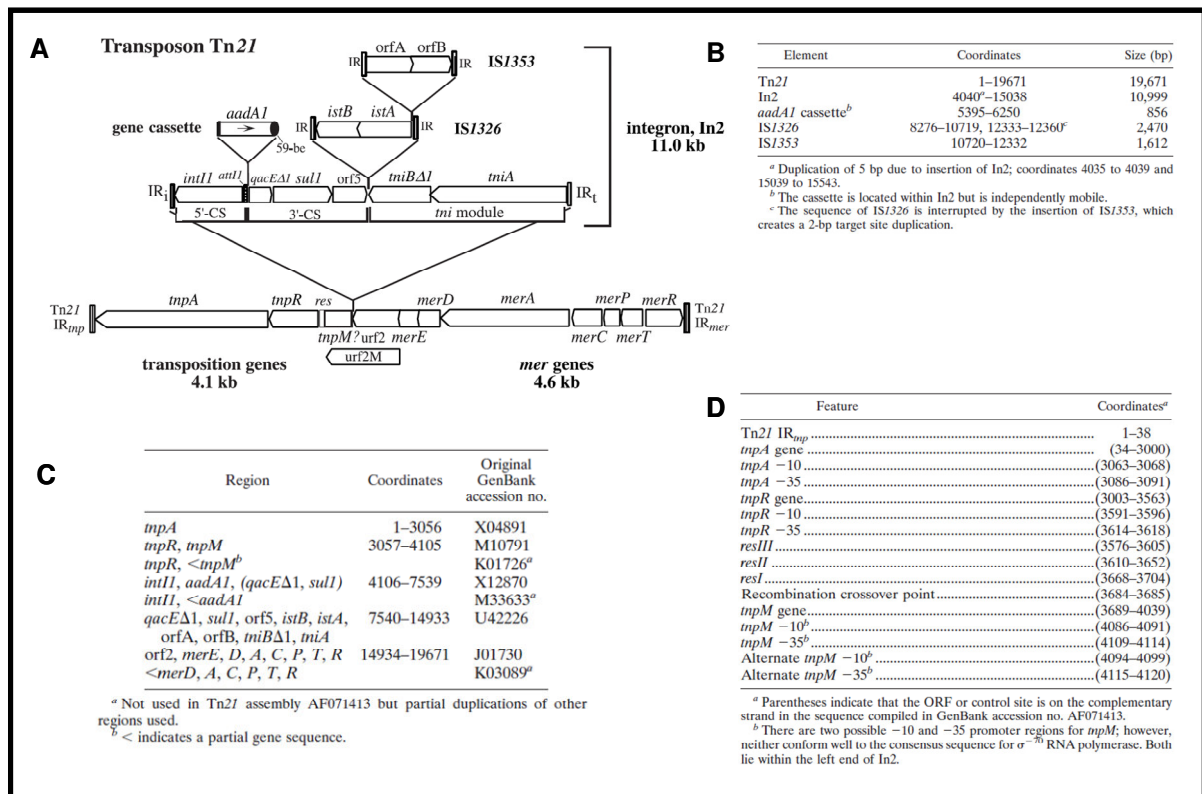 A
Transposon Tn21
orfA orfB
IR IR IS1353
aadA1 istB istA
gene cassette IR IR IS1326
59-be
integron, In2
11.0 kb
intI1 attI1 qacEΔ1 sul1 orf5 tniBΔ1 tniA
IRi IRt
5'-CS 3'-CS tni module
tnpA tnpR res merD merA merP merR
Tn21 Tn21
IRtnp IRmer
tnpM? urf2 merE merC merT
urf2M
transposition genes mer genes
4.1 kb 4.6 kb
B
Element Coordinates Size (bp)
Tn21 1–19671 19,671
In2 4040a–15038 10,999
aadA1 cassetteb 5395–6250 856
IS1326 8276–10719, 12333–12360c 2,470
IS1353 10720–12332 1,612
a Duplication of 5 bp due to insertion of In2; coordinates 4035 to 4039 and
15039 to 15543.
b The cassette is located within In2 but is independently mobile.
c The sequence of IS1326 is interrupted by the insertion of IS1353, which
creates a 2-bp target site duplication.
C
Original
Region Coordinates GenBank
accession no.
tnpA 1–3056 X04891
tnpR, tnpM 3057–4105 M10791
tnpR, <tnpMb K01726a
intI1, aadA1, (qacEΔ1, sul1) 4106–7539 X12870
intI1, <aadA1 M33633a
qacEΔ1, sul1, orf5, istB, istA, 7540–14933 U42226
orfA, orfB, tniBΔ1, tniA
orf2, merE, D, A, C, P, T, R 14934–19671 J01730
<merD, A, C, P, T, R K03089a
a Not used in Tn21 assembly AF071413 but partial duplications of other
regions used.
b < indicates a partial gene sequence.
D
Feature Coordinatesa
Tn21 IRtnp 1–38
tnpA gene (34–3000)
tnpA −10 (3063–3068)
tnpA −35 (3086–3091)
tnpR gene (3003–3563)
tnpR −10 (3591–3596)
tnpR −35 (3614–3618)
resIII (3576–3605)
resII (3610–3652)
resI (3668–3704)
Recombination crossover point (3684–3685)
tnpM gene (3689–4039)
tnpM −10b (4086–4091)
tnpM −35b (4109–4114)
Alternate tnpM −10b (4094–4099)
Alternate tnpM −35b (4115–4120)
a Parentheses indicate that the ORF or control site is on the complementary
strand in the sequence compiled in GenBank accession no. AF071413.
b There are two possible −10 and −35 promoter regions for tnpM; however,
neither conform well to the consensus sequence for σ−70 RNA polymerase. Both
lie within the left end of In2.